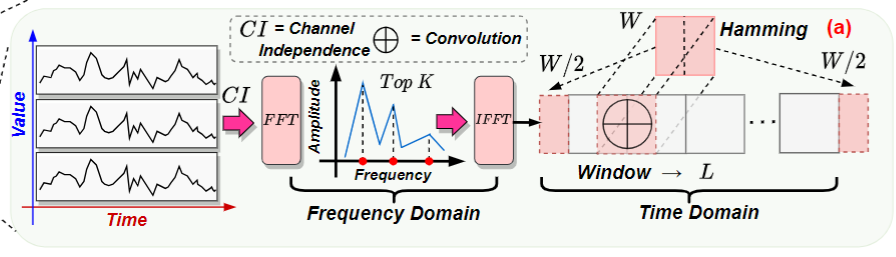 CI = Channel
Independence
= Convolution
W
Hamming
(a)
W/2
W/2
Value
CI
FFT
Amplitude
Top K
IFFT
...
Frequency
Window → L
Time
Frequency Domain
Time Domain